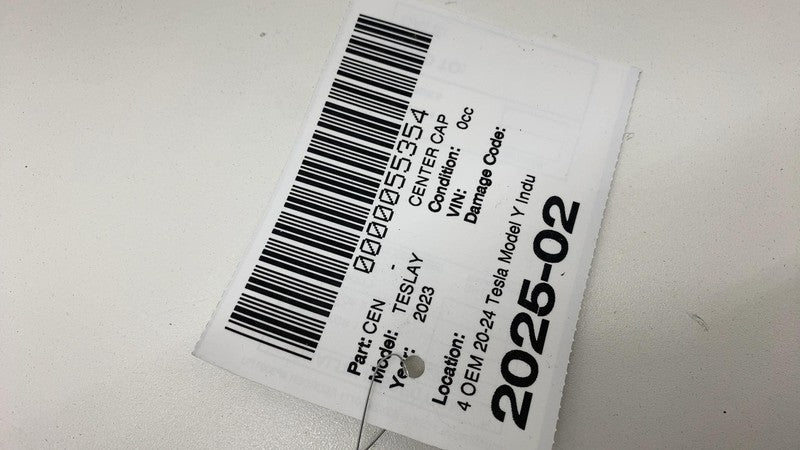 0000055354
Part: CEN - CENTER CAP
Model: TESLAY Condition: 0cc
Year: 2023 VIN:
Damage Code:
Location:
4 OEM 20-24 Tesla Model Y Indu
2025-02